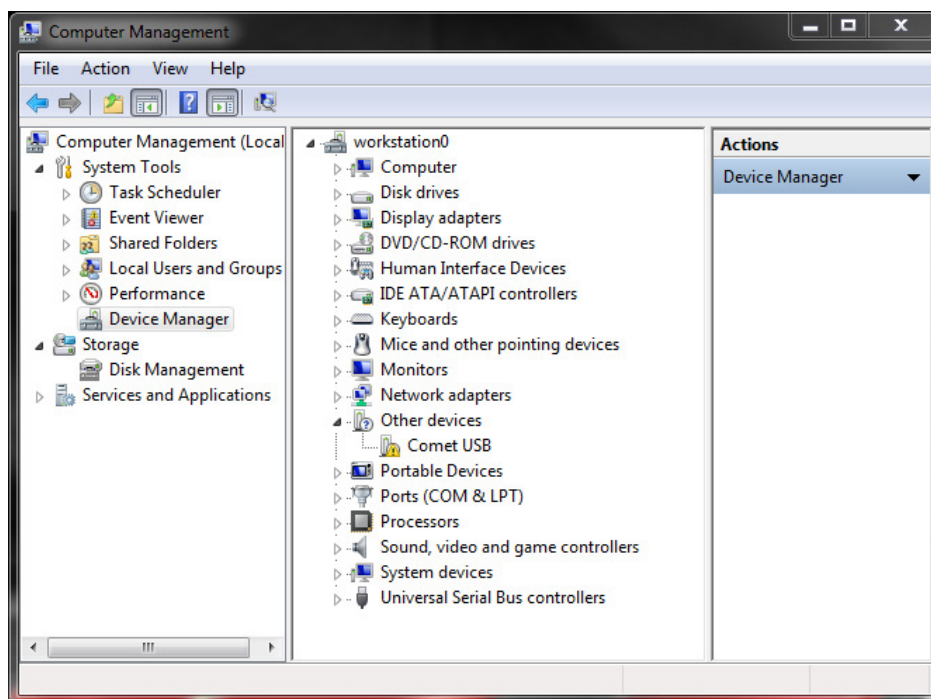 Computer Management
File Action View Help
Computer Management (Local
System Tools
Task Scheduler
Event Viewer
Shared Folders
Local Users and Groups
Performance
Device Manager
Storage
Disk Management
Services and Applications
workstation0
Computer
Disk drives
Display adapters
DVD/CD-ROM drives
Human Interface Devices
IDE ATA/ATAPI controllers
Keyboards
Mice and other pointing devices
Monitors
Network adapters
Other devices
Comet USB
Portable Devices
Ports (COM & LPT)
Processors
Sound, video and game controllers
System devices
Universal Serial Bus controllers
Actions
Device Manager